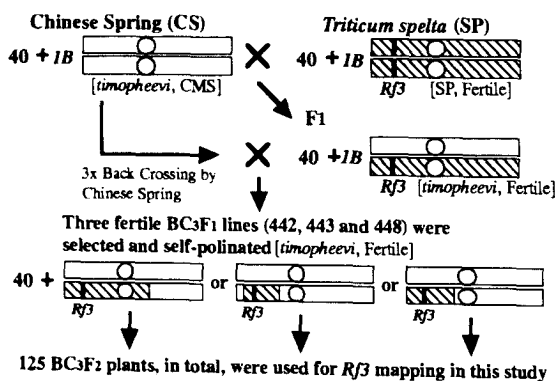 Chinese Spring (CS)
Triticum spelta (SP)
40 + 1B
40 + 1B
[timopheevi, CMS]
Rf3
[SP, Fertile]
F1
40 + 1B
3x Back Crossing by
Chinese Spring
Rf3
[timopheevi, Fertile]
Three fertile BC3F1 lines (442, 443 and 448) were
selected and self-polinated [timopheevi, Fertile]
40 +
or
or
Rf3
Rf3
Rf3
125 BC3F2 plants, in total, were used for Rf3 mapping in this study